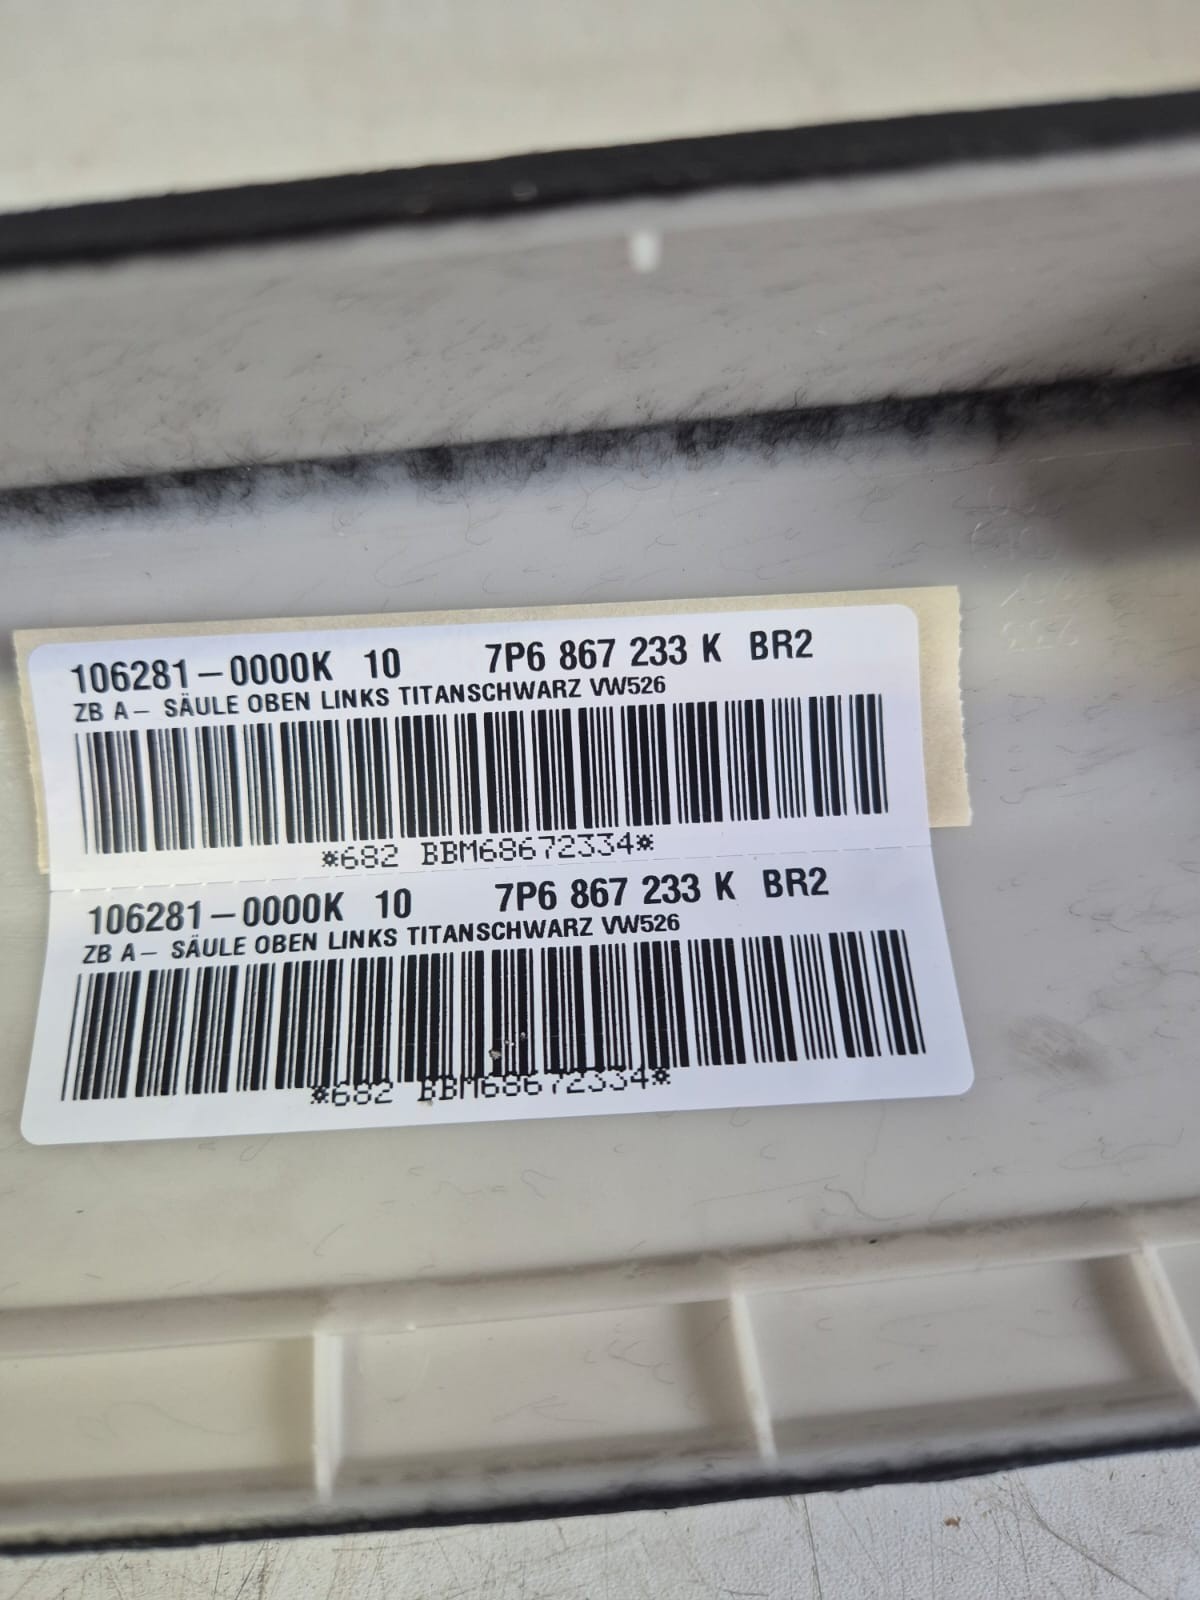 106281-0000K 10 7P6 867 233 K BR2
ZB A- SÄULE OBEN LINKS TITANSCHWARZ VW526
*682 BBM68672334*
106281-0000K 10 7P6 867 233 K BR2
ZB A- SÄULE OBEN LINKS TITANSCHWARZ VW526
*682 BBM68672334*